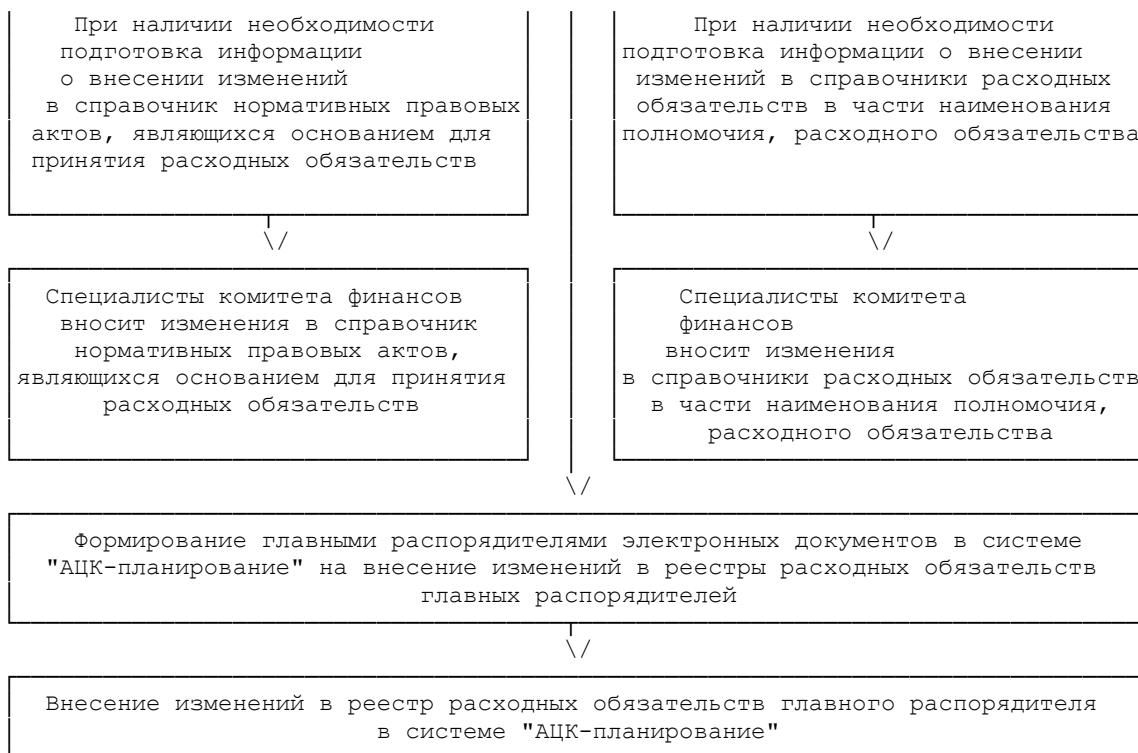 При наличии необходимости
подготовка информации
о внесении изменений
в справочник нормативных правовых
актов, являющихся основанием для
принятия расходных обязательств
При наличии необходимости
подготовка информации о внесении
изменений в справочники расходных
обязательств в части наименования
полномочия, расходного обязательства
Специалисты комитета финансов
вносит изменения в справочник
нормативных правовых актов,
являющихся основанием для принятия
расходных обязательств
Специалисты комитета
финансов
вносит изменения
в справочники расходных обязательств
в части наименования полномочия,
расходного обязательства
Формирование главными распорядителями электронных документов в системе
"АЦК-планирование" на внесение изменений в реестры расходных обязательств
главных распорядителей
Внесение изменений в реестр расходных обязательств главного распорядителя
в системе "АЦК-планирование"